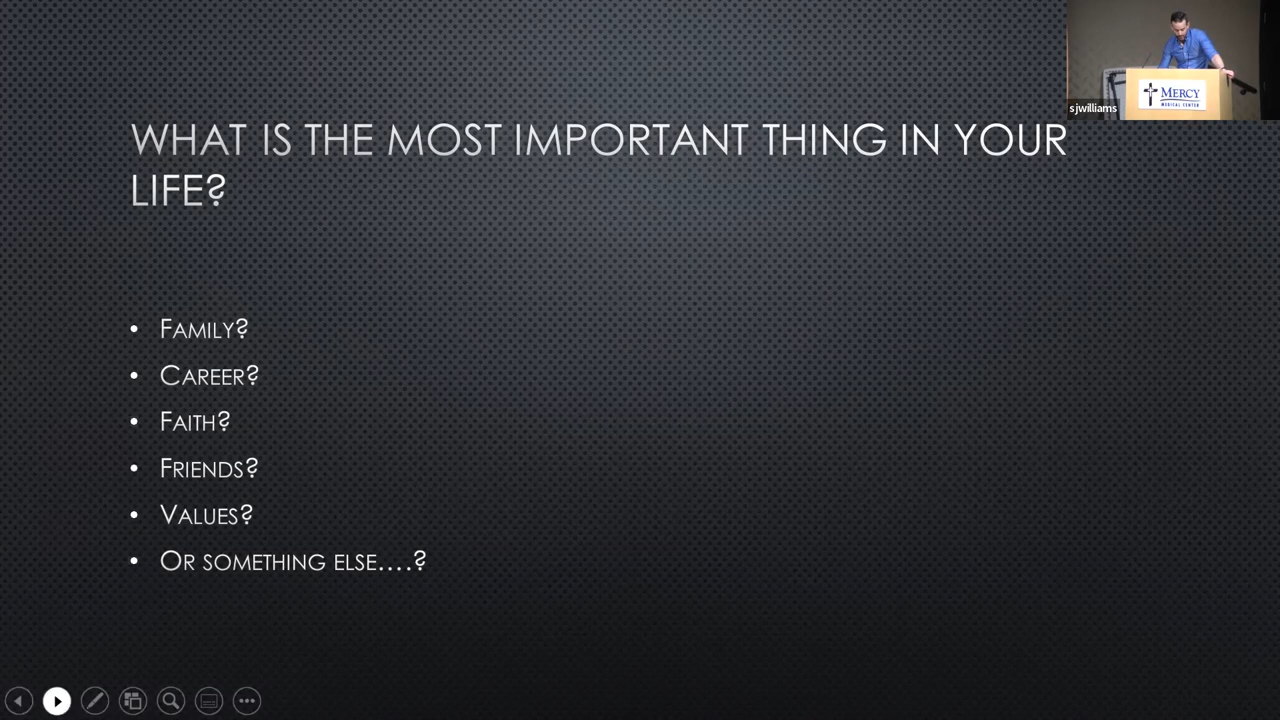 WHAT IS THE MOST IMPORTANT THING IN YOUR
LIFE?
• FAMILY?
• CAREER?
• FAITH?
• FRIENDS?
• VALUES?
• OR SOMETHING ELSE....?
sjwilliams
MERCY
MEDICAL CENTER